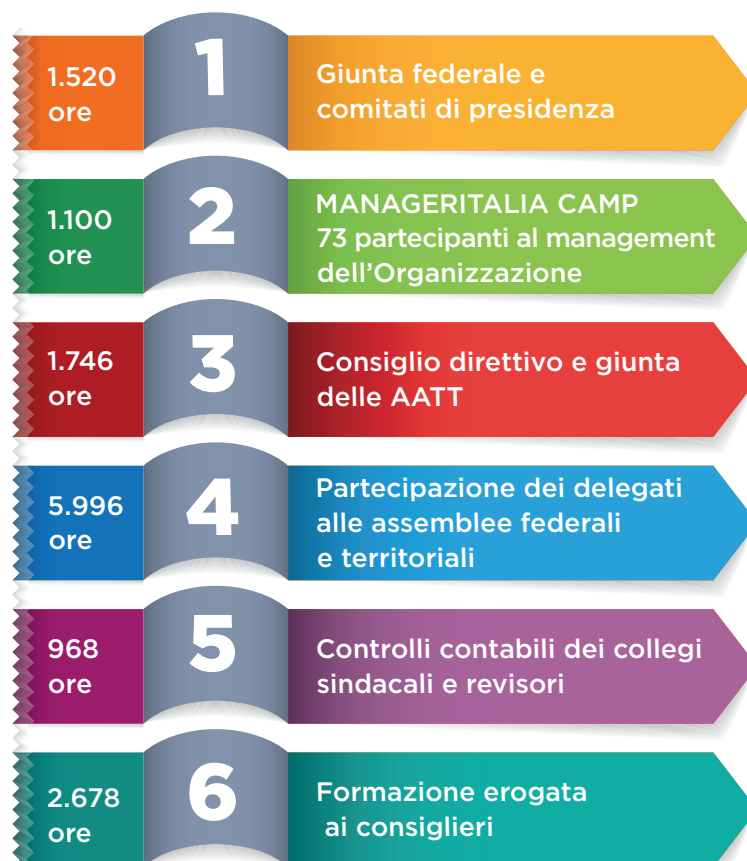 1.520
ore
1
Giunta federale e
comitati di presidenza
1.100
ore
2
MANAGERITALIA CAMP
73 partecipanti al management
dell’Organizzazione
1.746
ore
3
Consiglio direttivo e giunta
delle AATT
5.996
ore
4
Partecipazione dei delegati
alle assemblee federali
e territoriali
968
ore
5
Controlli contabili dei collegi
sindacali e revisori
2.678
ore
6
Formazione erogata
ai consiglieri